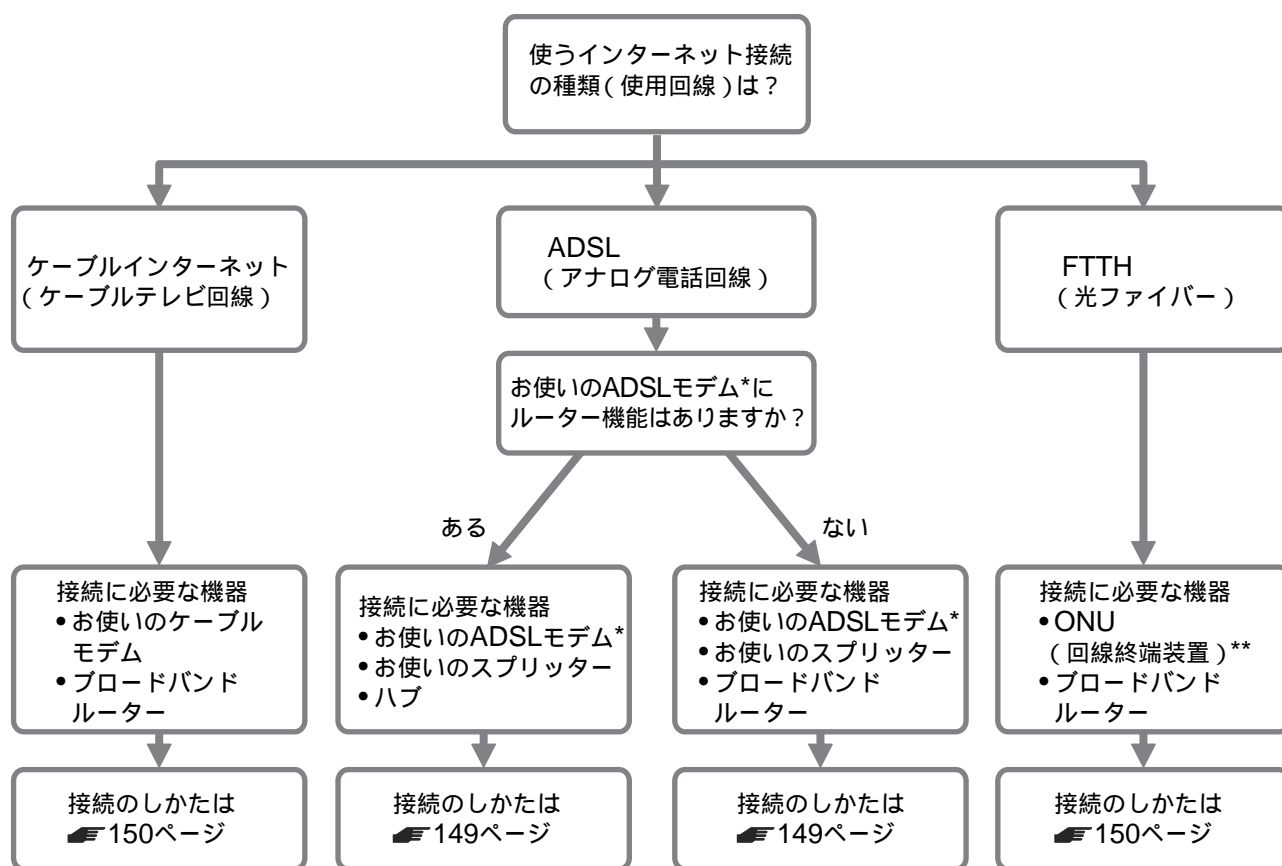 使うインターネット接続
の種類(使用回線)は?
ケーブルインターネット
(ケーブルテレビ回線)
ADSL
(アナログ電話回線)
FTTH
(光ファイバー)
お使いのADSLモデム*に
ルーター機能はありますか?
ある
ない
接続に必要な機器
•お使いのケーブル
モデム
•ブロードバンド
ルーター
接続に必要な機器
•お使いのADSLモデム*
•お使いのスプリッター
•ハブ
接続に必要な機器
•お使いのADSLモデム*
•お使いのスプリッター
•ブロードバンド
ルーター
接続に必要な機器
•ONU
(回線終端装置)**
•ブロードバンド
ルーター
接続のしかたは
☛150ページ
接続のしかたは
☛149ページ
接続のしかたは
☛149ページ
接続のしかたは
☛150ページ